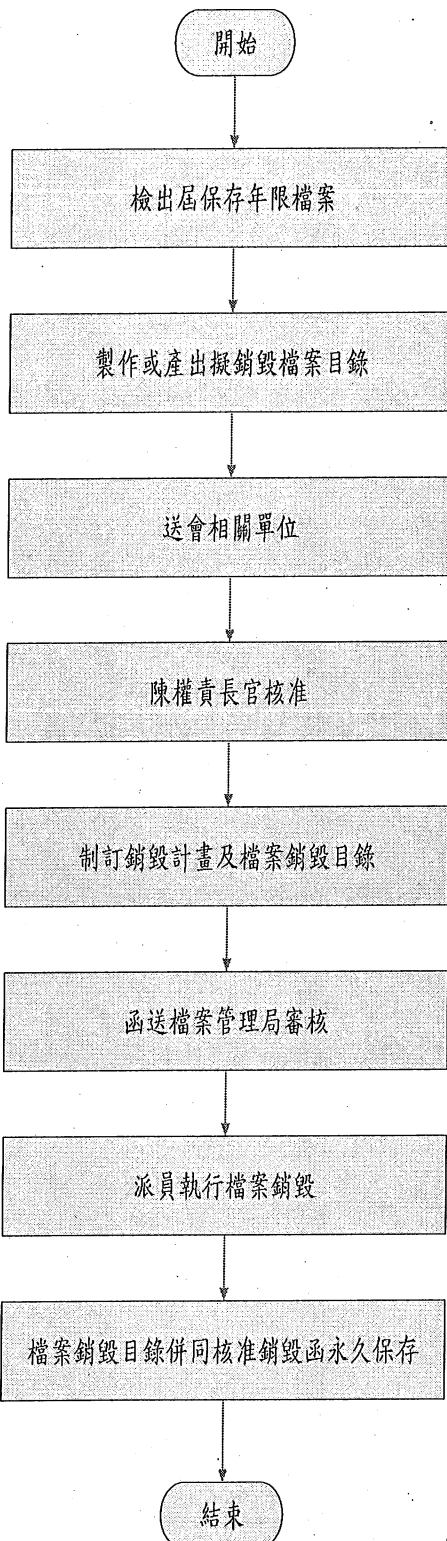 開始
檢出屆保存年限檔案
製作或產出擬銷毀檔案目錄
送會相關單位
陳權責長官核准
制訂銷毀計畫及檔案銷毀目錄
函送檔案管理局審核
派員執行檔案銷毀
檔案銷毀目錄併同核准銷毀函永久保存
結束